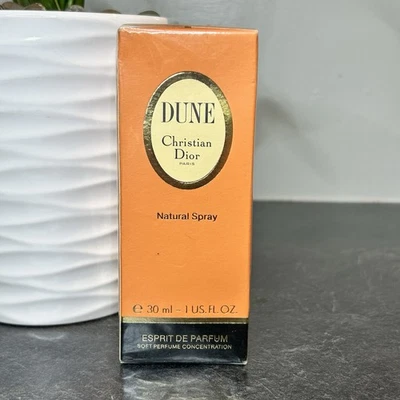 DUNE
Christian
Dior
PARIS
Natural Spray
e 30 ml - 1 US.FL.OZ.
ESPRIT DE PARFUM
SOFT PERFUME CONCENTRATION